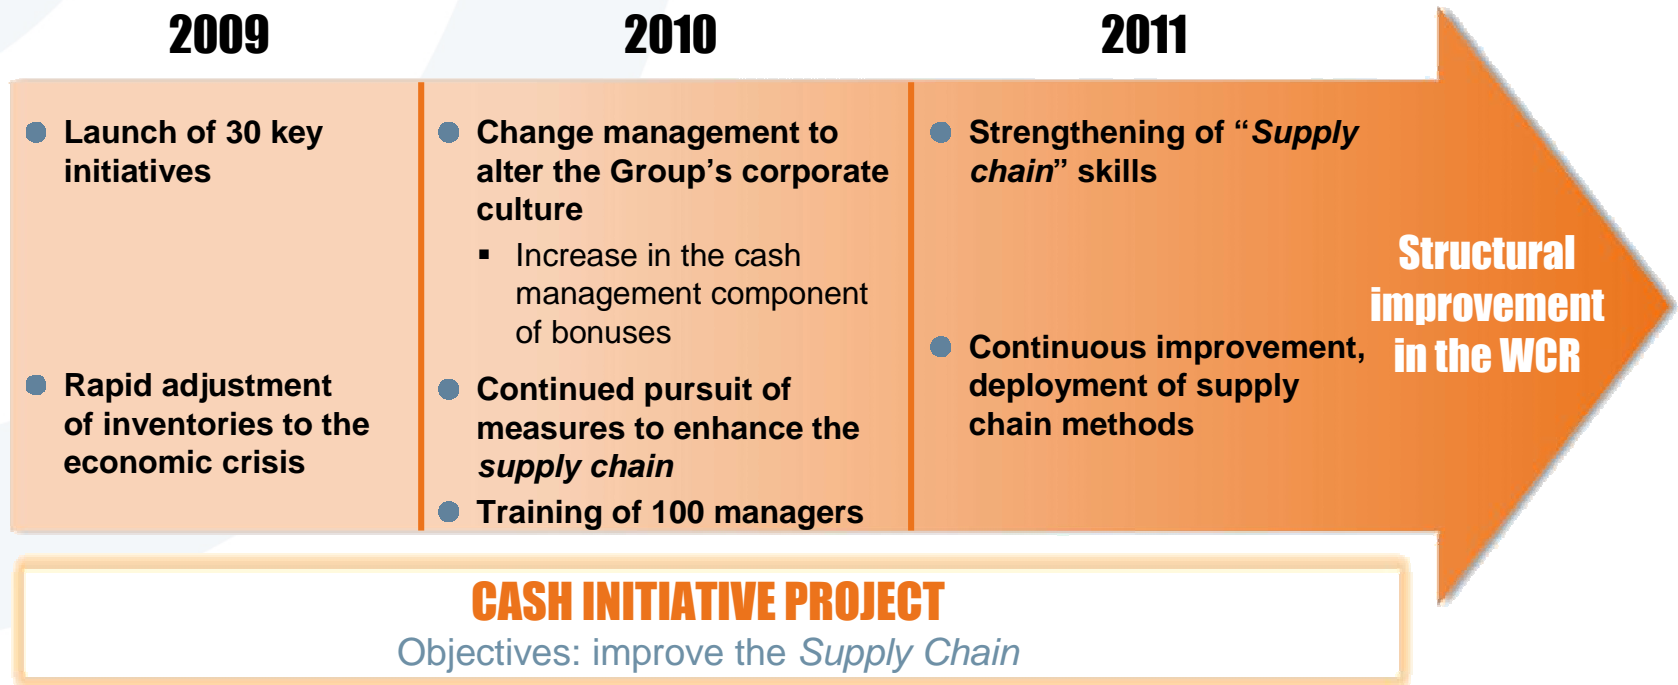 2009
Launch of 30 key
initiatives
Rapid adjustment
of inventories to the
economic crisis
2010
Change management to
alter the Group’s corporate
culture
Increase in the cash
management component
of bonuses
Continued pursuit of
measures to enhance the
supply chain
Training of 100 managers
2011
Strengthening of “Supply
chain” skills
Continuous improvement,
deployment of supply
chain methods
Structural
improvement
in the WCR
CASH INITIATIVE PROJECT
Objectives: improve the Supply Chain